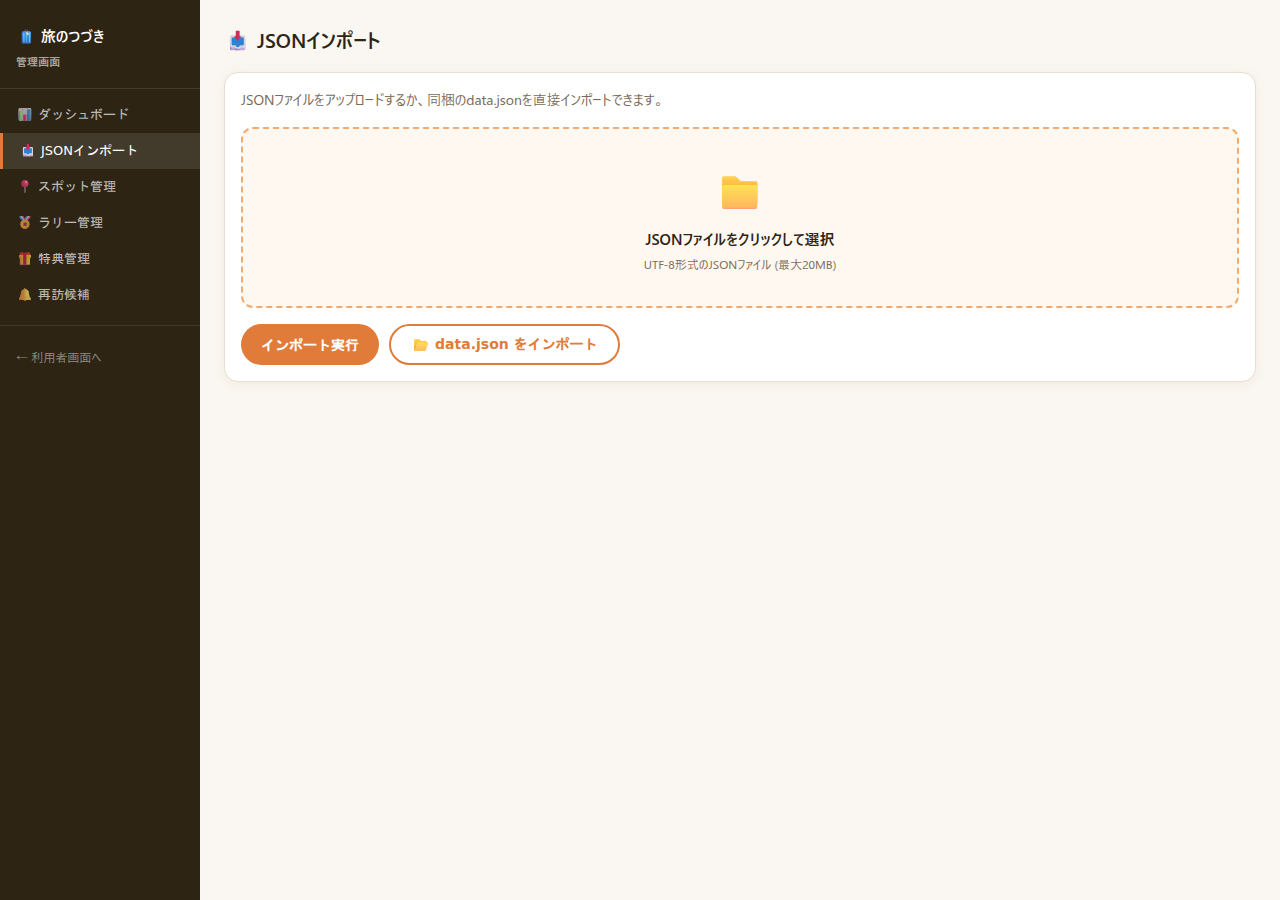 旅のつづき
管理画面
ダッシュボード
JSONインポート
スポット管理
ラリー管理
特典管理
再訪候補
← 利用者画面へ
JSONインポート
JSONファイルをアップロードするか、同梱のdata.jsonを直接インポートできます。
JSONファイルをクリックして選択
UTF-8形式のJSONファイル (最大20MB)
インポート実行
data.json をインポート